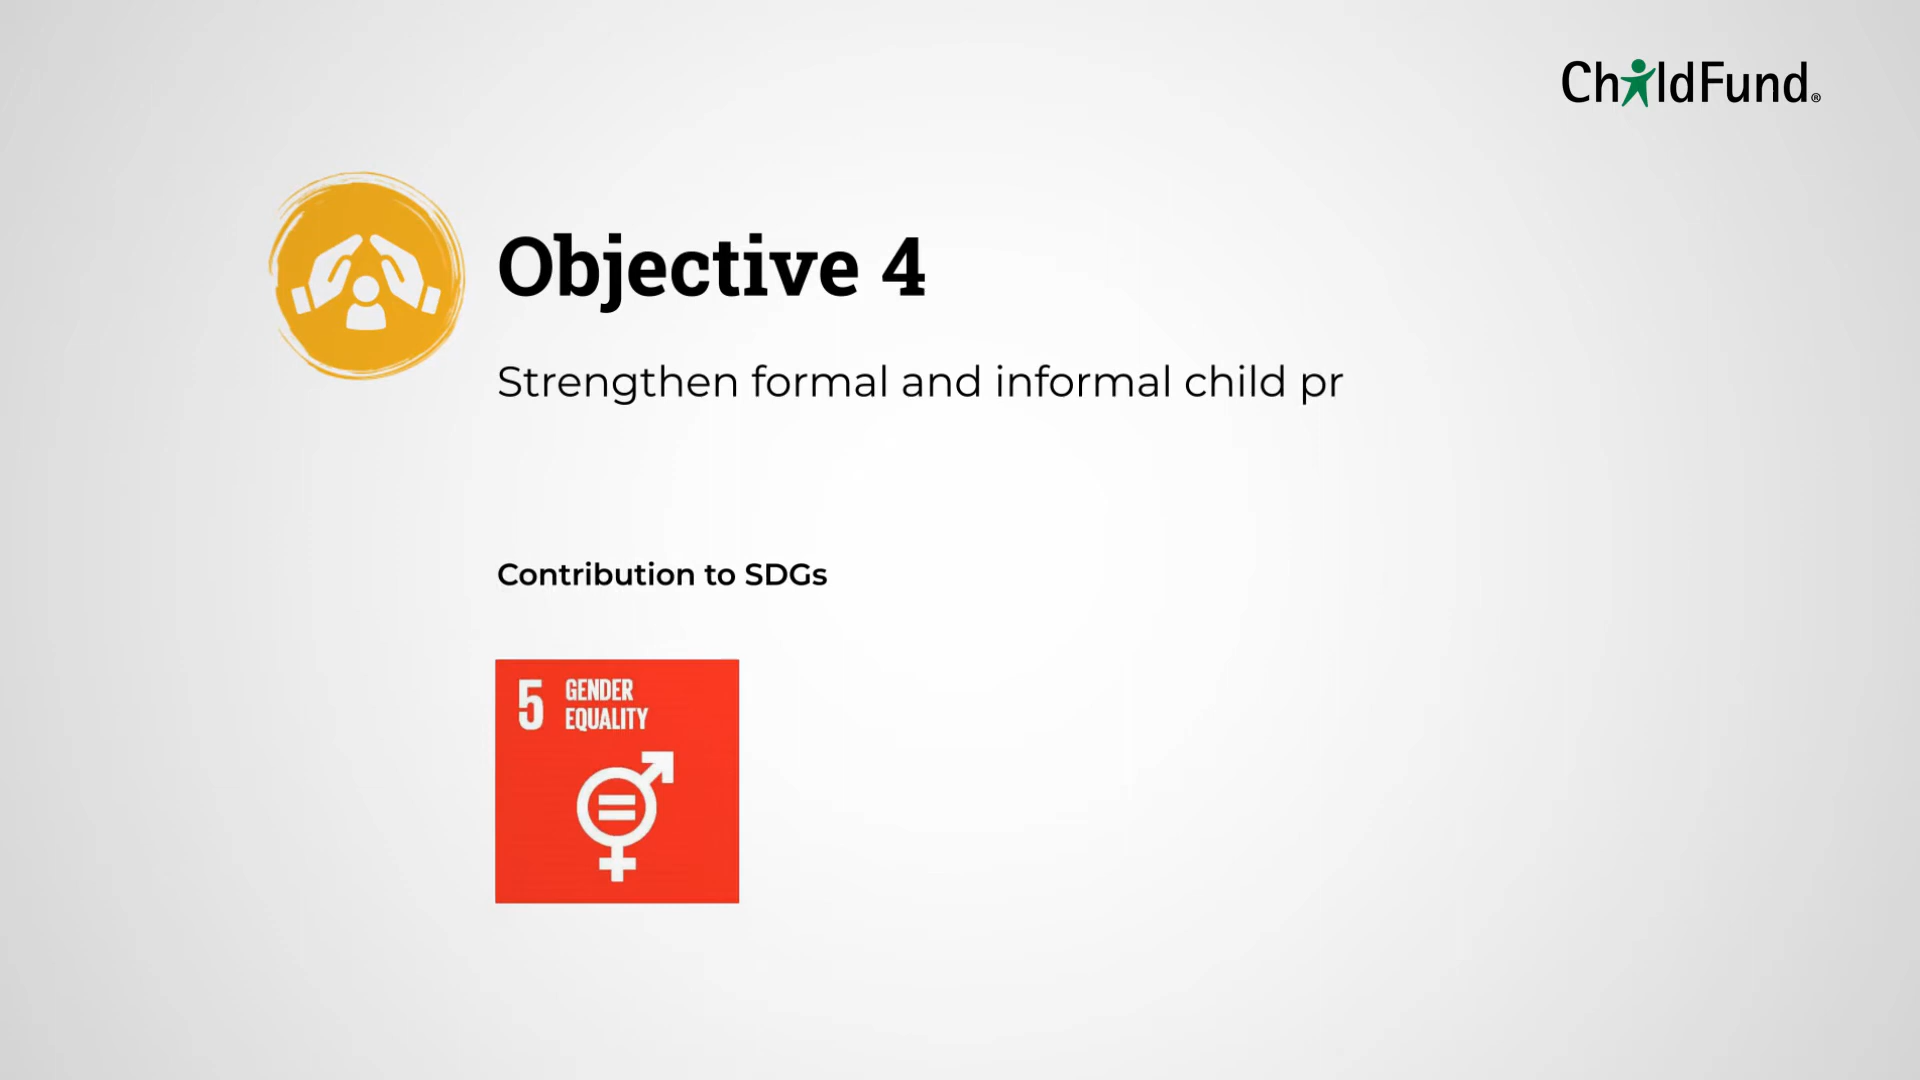 ChildFund®
Objective 4
Strengthen formal and informal child pr
Contribution to SDGs
5 GENDER
EQUALITY